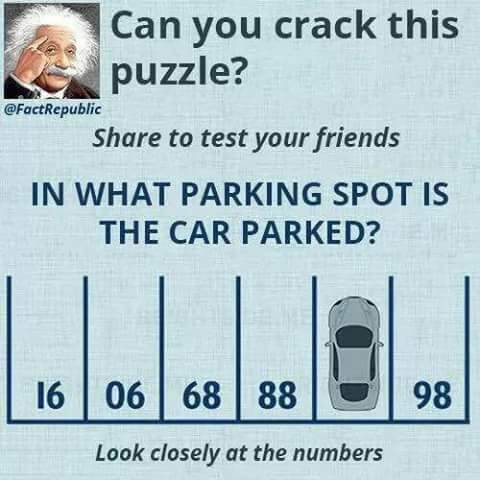 Can you crack this
puzzle?
@FactRepublic
Share to test your friends
IN WHAT PARKING SPOT IS
THE CAR PARKED?
16 06 68 88 98
Look closely at the numbers